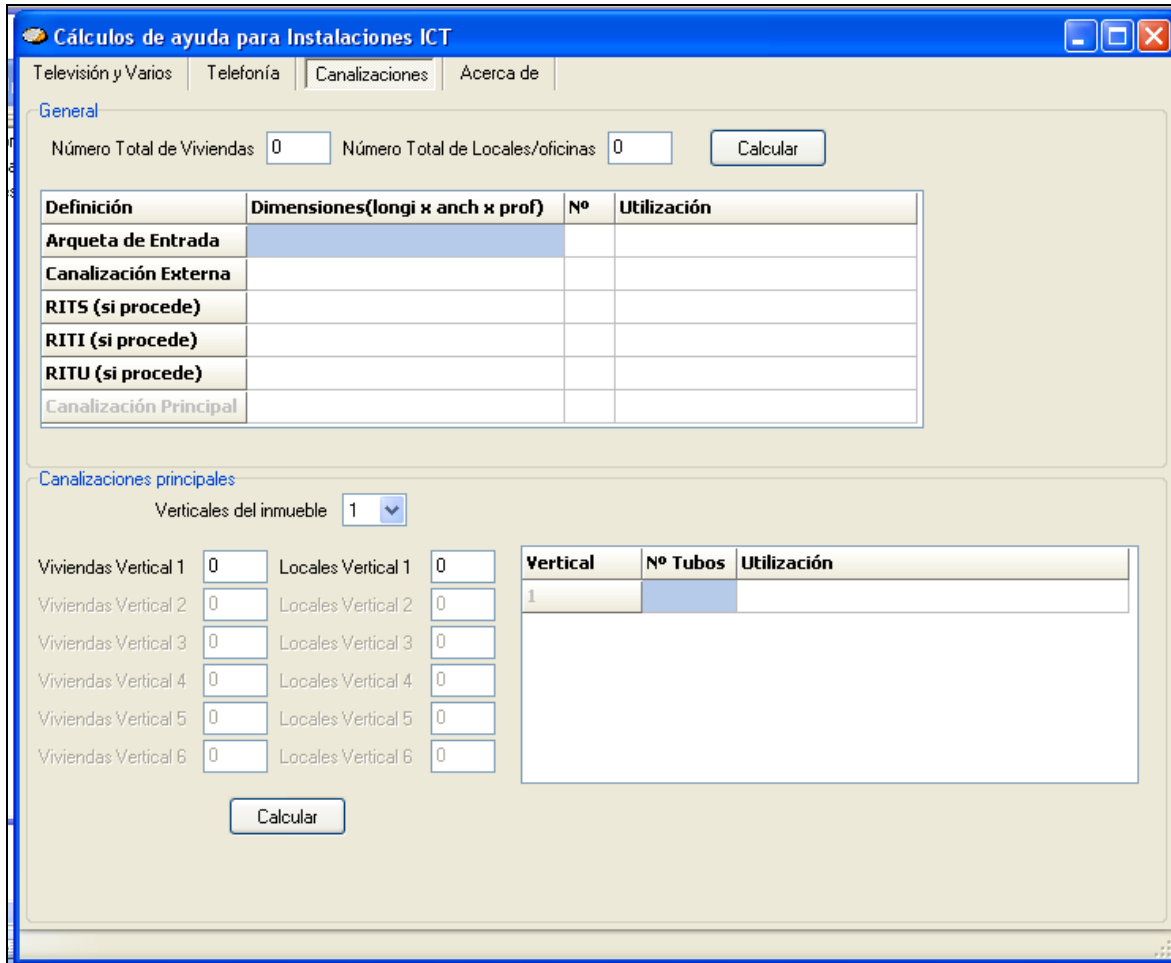 Cálculos de ayuda para Instalaciones ICT
Televisión y Varios Telefonía Canalizaciones Acerca de
General
Número Total de Viviendas 0 Número Total de Locales/oficinas 0 Calcular
Definición Dimensiones(longi x anch x prof) Nº Utilización
Arqueta de Entrada
Canalización Externa
RITS (si procede)
RITI (si procede)
RITU (si procede)
Canalización Principal
Canalizaciones principales
Verticales del inmueble 1
Viviendas Vertical 1 0 Locales Vertical 1 0
Viviendas Vertical 2 0 Locales Vertical 2 0
Viviendas Vertical 3 0 Locales Vertical 3 0
Viviendas Vertical 4 0 Locales Vertical 4 0
Viviendas Vertical 5 0 Locales Vertical 5 0
Viviendas Vertical 6 0 Locales Vertical 6 0
Calcular
Vertical Nº Tubos Utilización
1